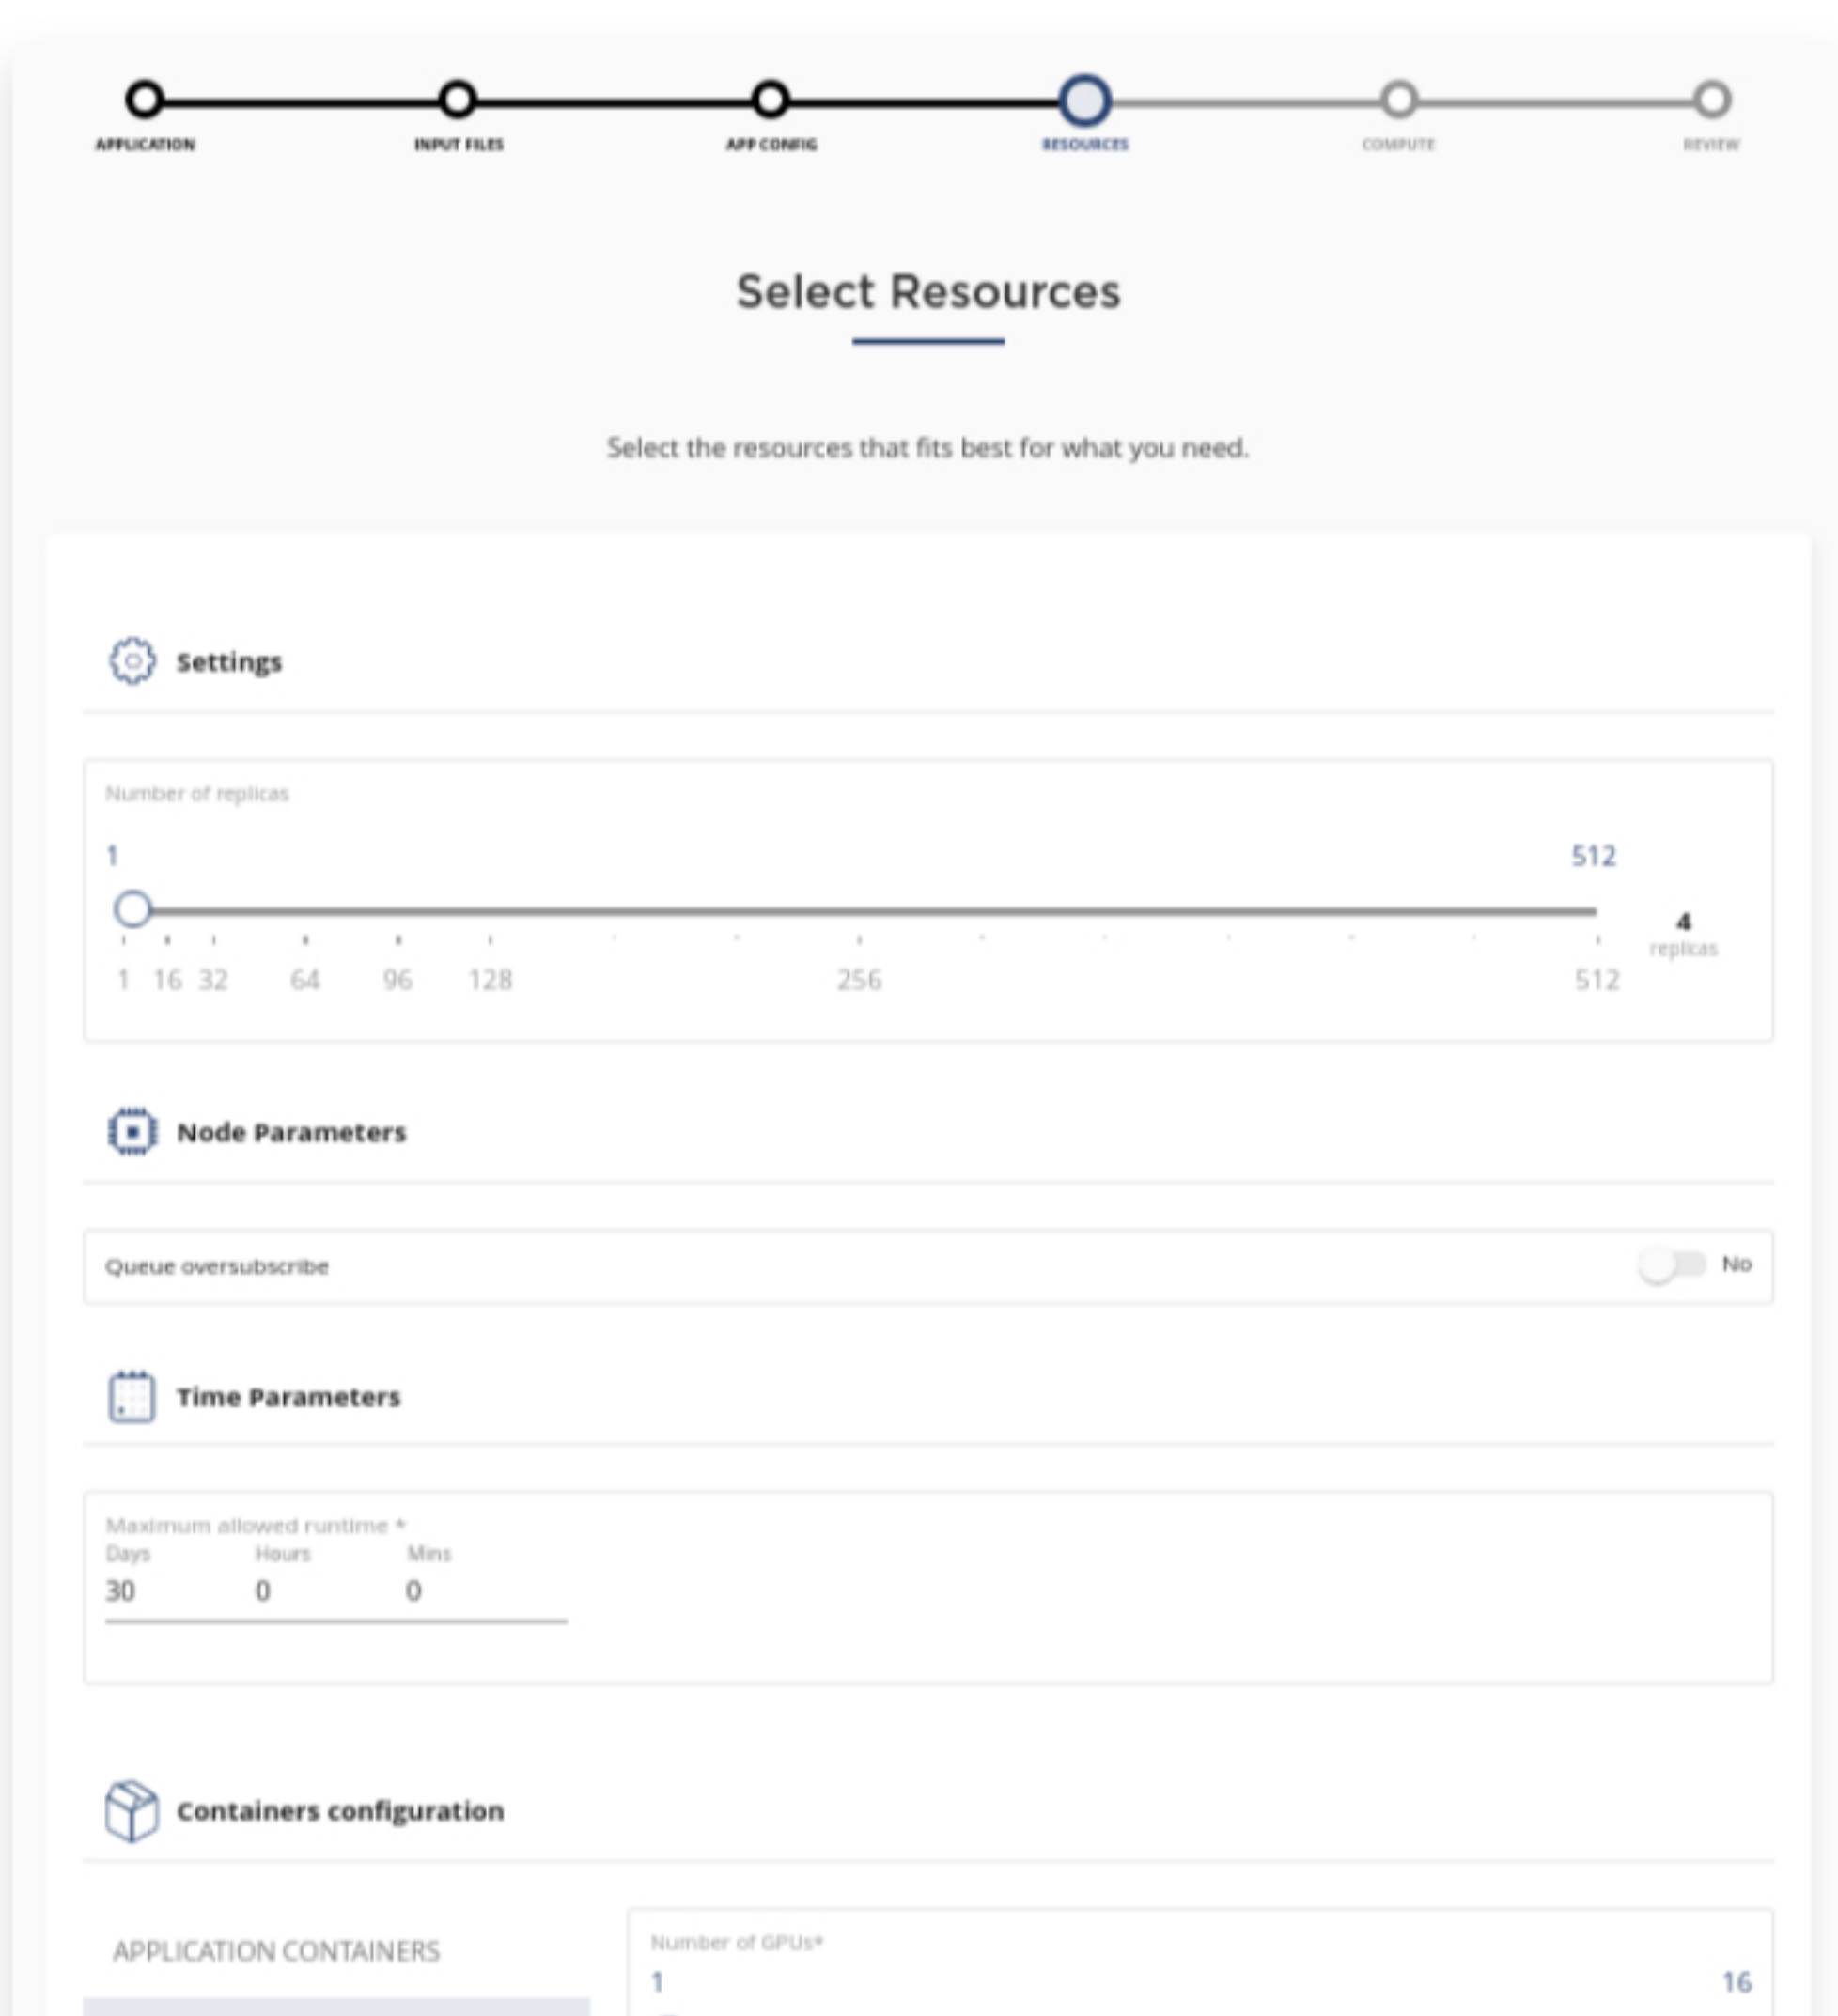 APPLICATION INPUT FILES APP CONFIG RESOURCES COMPUTE REVIEW
Select Resources
Select the resources that fits best for what you need.
Settings
Number of replicas
1 512
4
replicas
1 16 32 64 96 128 256 512
Node Parameters
Queue oversubscribe No
Time Parameters
Maximum allowed runtime *
Days Hours Mins
30 0 0
Containers configuration
APPLICATION CONTAINERS
Number of GPUs*
1 16